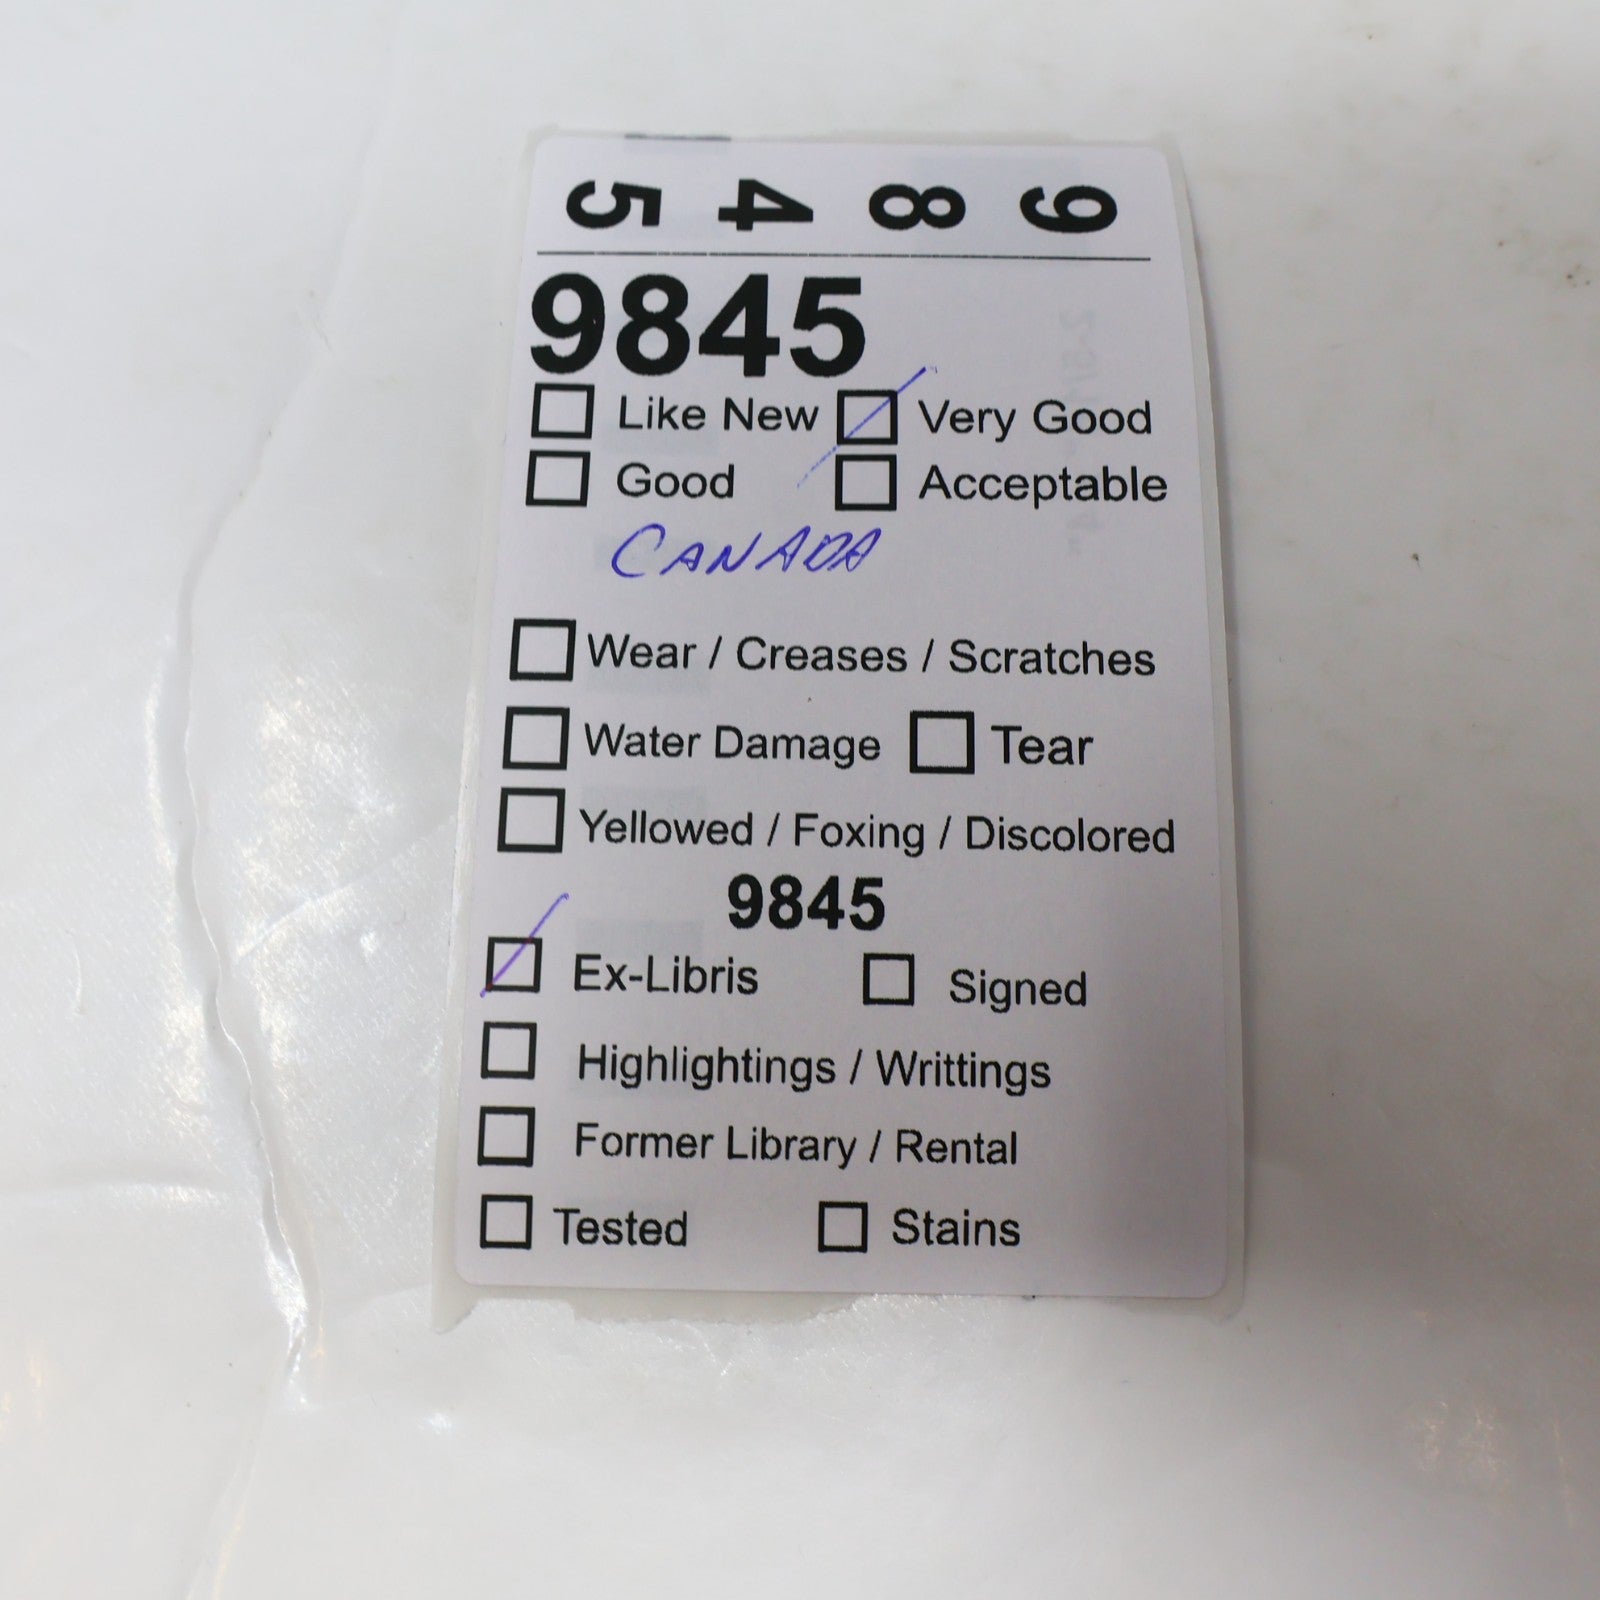 9 8 4 5
9845
Like New Very Good
Good Acceptable
CANADA
Wear / Creases / Scratches
Water Damage Tear
Yellowed / Foxing / Discolored
9845
Ex-Libris Signed
Highlightings / Writtings
Former Library / Rental
Tested Stains